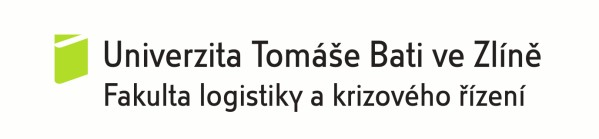 Univerzita Tomáše Bati ve Zlíně
Fakulta logistiky a krizového řízení